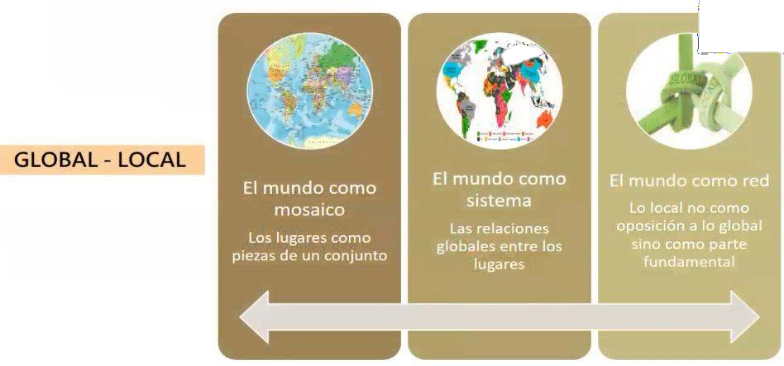 GLOBAL - LOCAL
El mundo como
mosaico
Los lugares como
piezas de un conjunto
El mundo como
sistema
Las relaciones
globales entre los
lugares
GLOBAL
El mundo como red
Lo local no como
oposición a lo global
sino como parte
fundamental